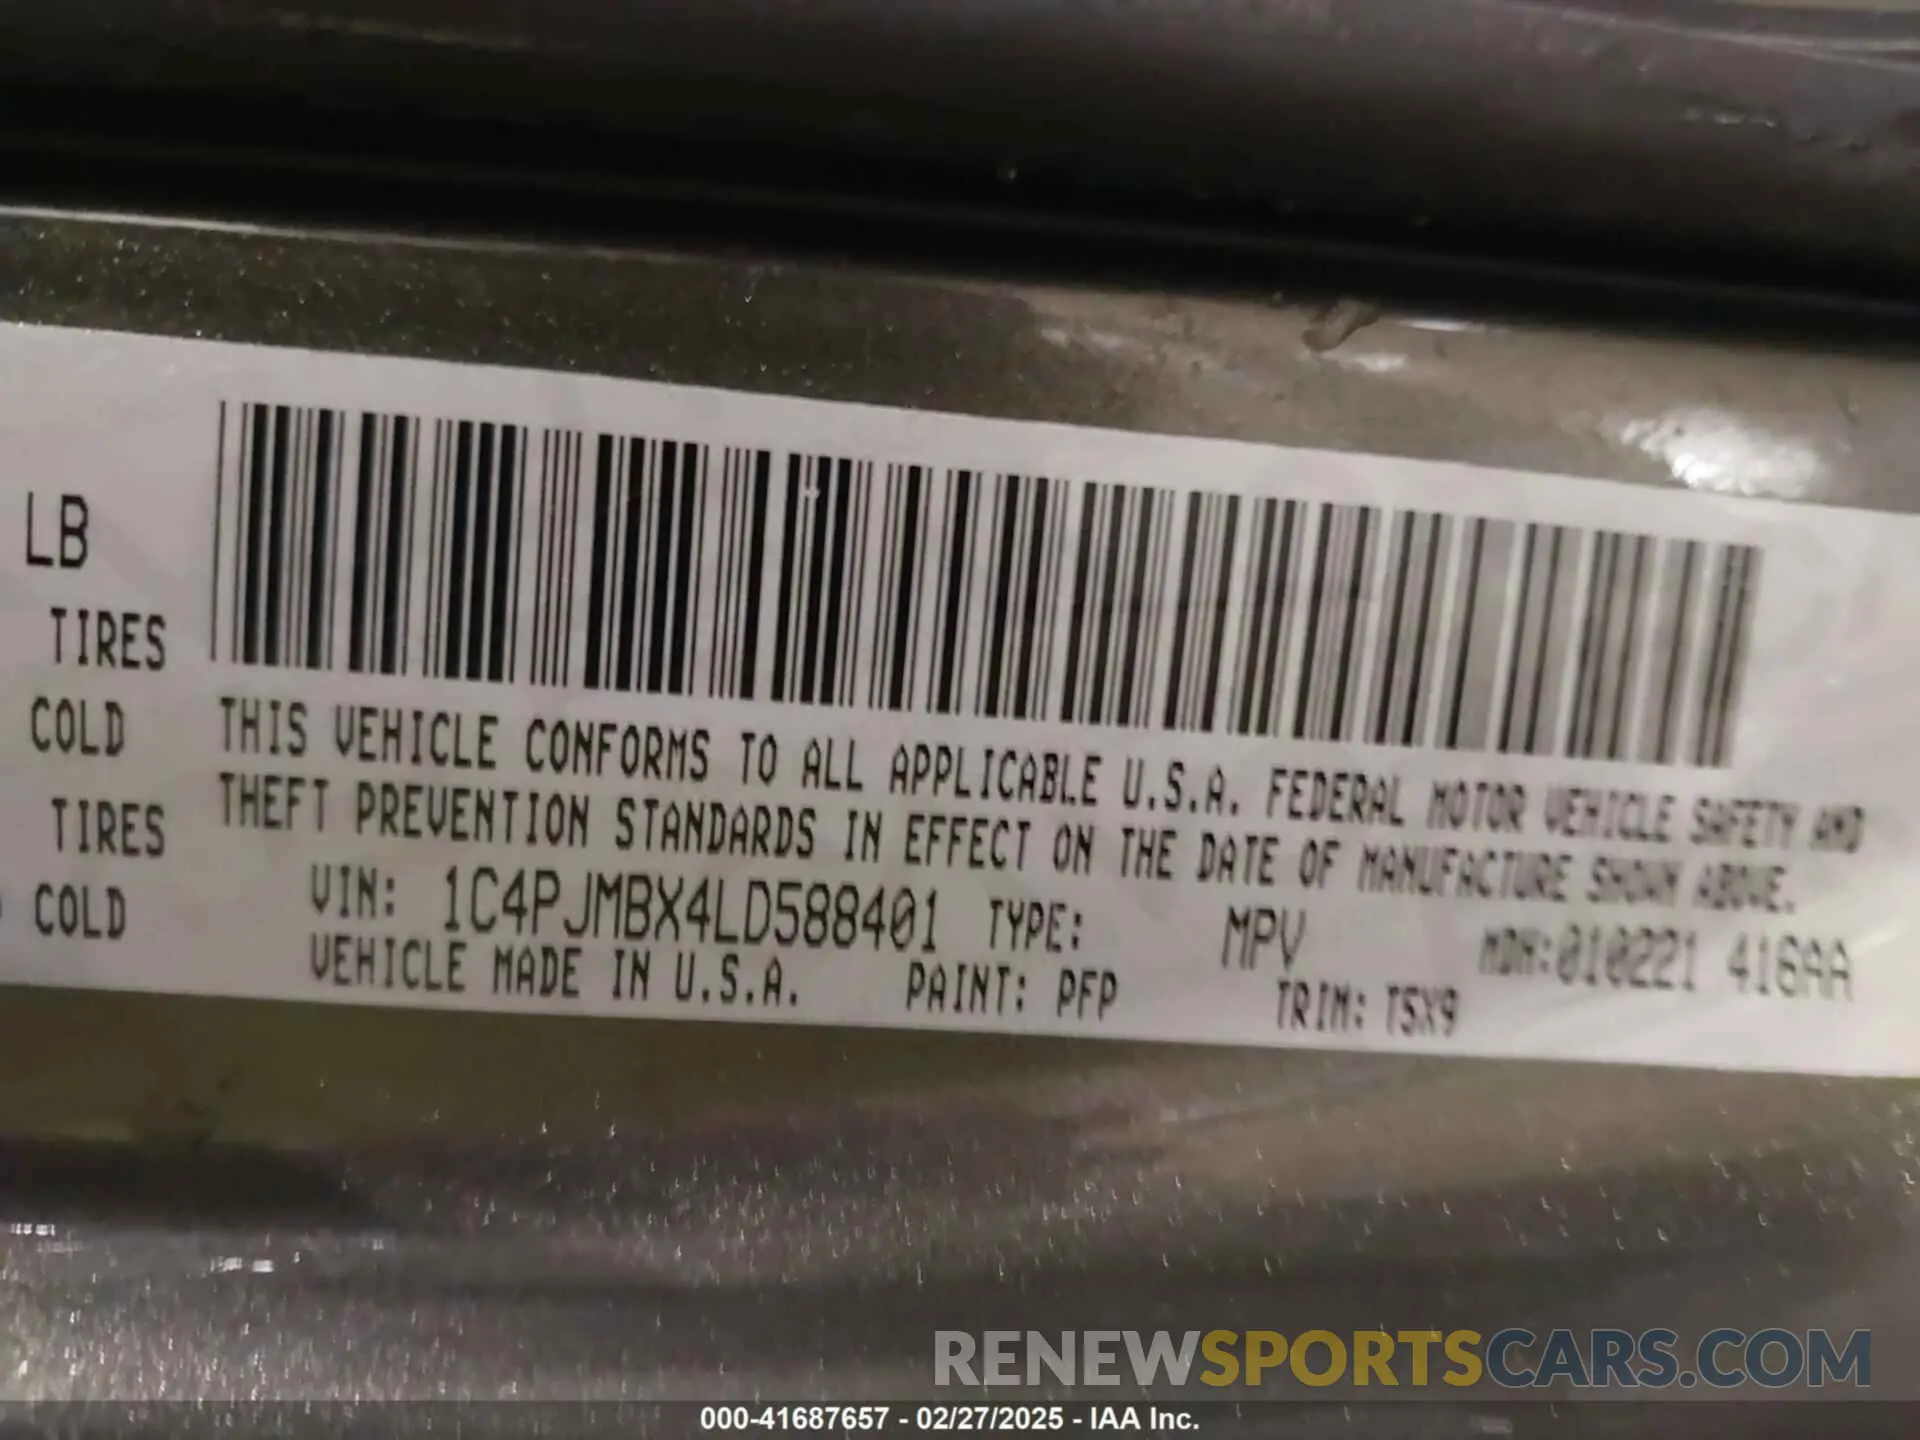 LB
TIRES
COLD
TIRES
COLD
THIS VEHICLE CONFORMS TO ALL APPLICABLE U.S.A. FEDERAL MOTOR VEHICLE SAFETY AND
THEFT PREVENTION STANDARDS IN EFFECT ON THE DATE OF MANUFACTURE SHOWN ABOVE.
VIN: 1C4PJMBX4LD588401 TYPE: MPV MDH:010221 416AA
VEHICLE MADE IN U.S.A. PAINT: PFP TRIM: T5X9
RENEWSPORTSCARS.COM
000-41687657 - 02/27/2025 - IAA Inc.